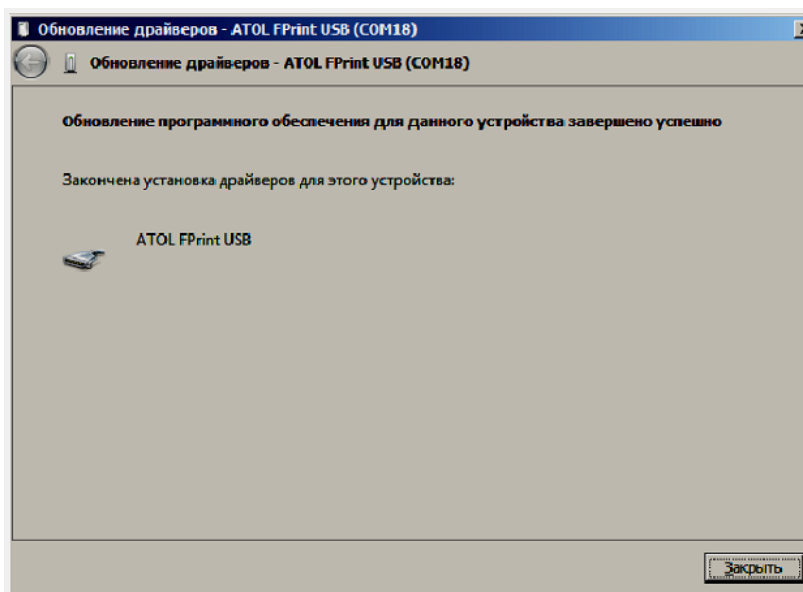 Обновление драйверов - ATOL FPrint USB (COM18)
Обновление драйверов - ATOL FPrint USB (COM18)
Обновление программного обеспечения для данного устройства завершено успешно
Закончена установка драйверов для этого устройства:
ATOL FPrint USB
Закрыть